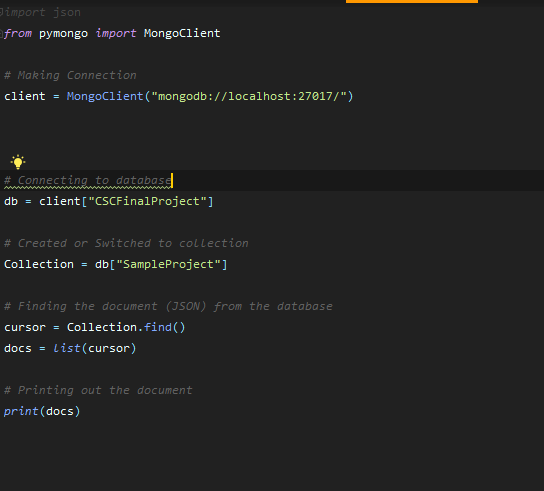 import json
from pymongo import MongoClient
# Making Connection
client = MongoClient("mongodb://localhost:27017/")
# Connecting to database
db = client["CSCFinalProject"]
# Created or Switched to collection
Collection = db["SampleProject"]
# Finding the document (JSON) from the database
cursor = Collection.find()
docs = list(cursor)
# Printing out the document
print(docs)